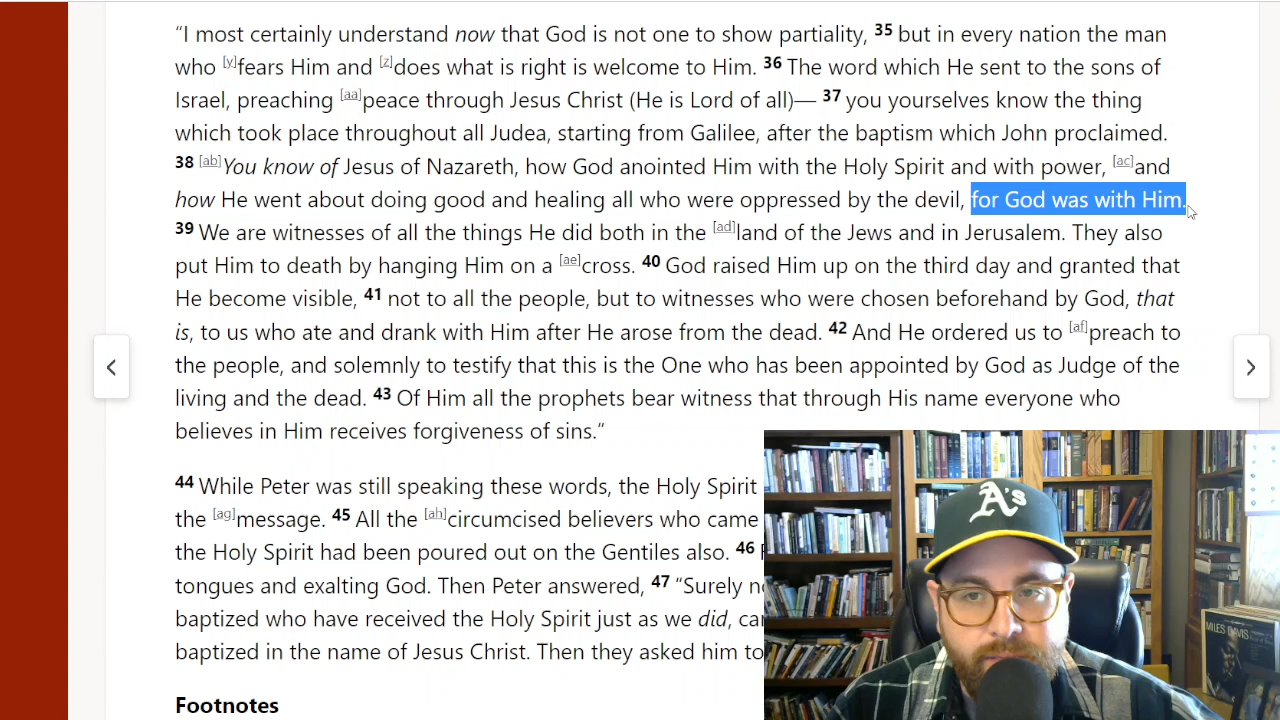 “I most certainly understand now that God is not one to show partiality, 35 but in every nation the man
who [y]fears Him and [z]does what is right is welcome to Him. 36 The word which He sent to the sons of
Israel, preaching [aa]peace through Jesus Christ (He is Lord of all)— 37 you yourselves know the thing
which took place throughout all Judea, starting from Galilee, after the baptism which John proclaimed.
38 [ab]You know of Jesus of Nazareth, how God anointed Him with the Holy Spirit and with power, [ac]and
how He went about doing good and healing all who were oppressed by the devil, for God was with Him.
39 We are witnesses of all the things He did both in the [ad]land of the Jews and in Jerusalem. They also
put Him to death by hanging Him on a [ae]cross. 40 God raised Him up on the third day and granted that
He become visible, 41 not to all the people, but to witnesses who were chosen beforehand by God, that
is, to us who ate and drank with Him after He arose from the dead. 42 And He ordered us to [af]preach to
the people, and solemnly to testify that this is the One who has been appointed by God as Judge of the
living and the dead. 43 Of Him all the prophets bear witness that through His name everyone who
believes in Him receives forgiveness of sins.”
44 While Peter was still speaking these words, the Holy Spirit
the [ag]message. 45 All the [ah]circumcised believers who came
the Holy Spirit had been poured out on the Gentiles also. 46
tongues and exalting God. Then Peter answered, 47 “Surely
baptized who have received the Holy Spirit just as we did,
baptized in the name of Jesus Christ. Then they asked him to
Footnotes
A's
MILES DAVIS